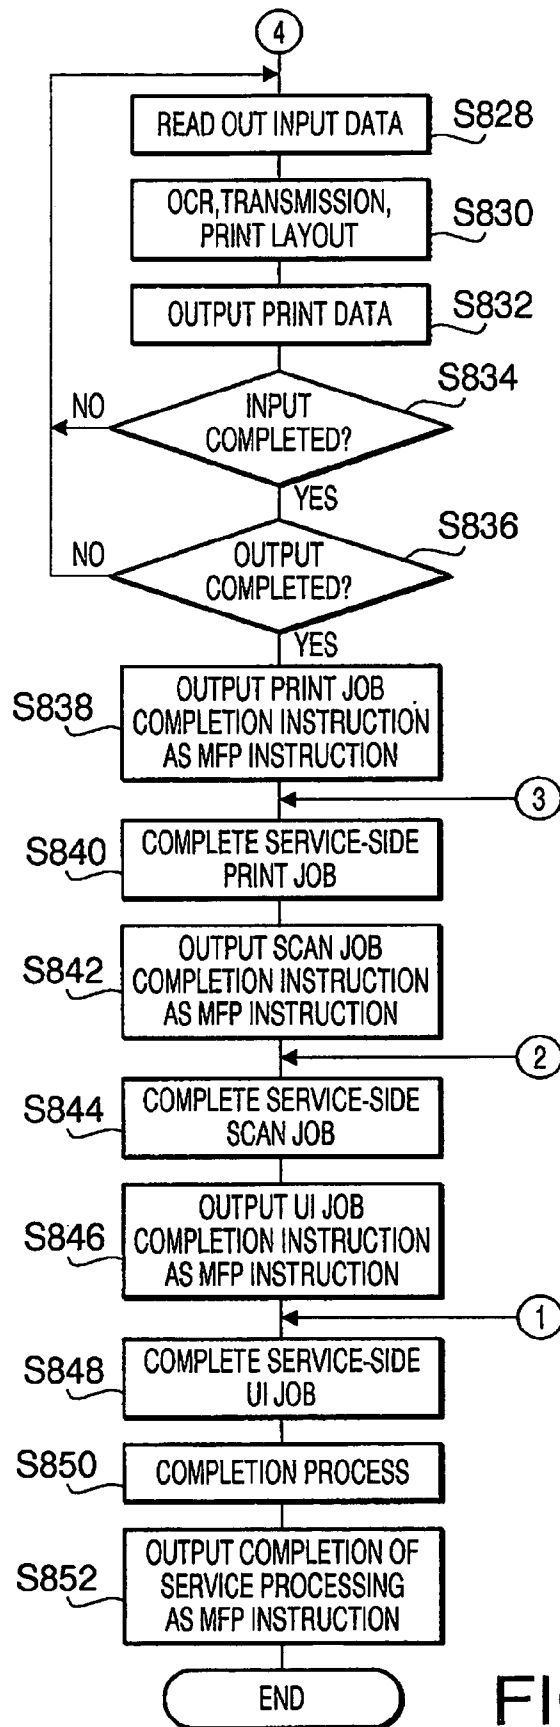 4
READ OUT INPUT DATA
S828
OCR,TRANSMISSION,
PRINT LAYOUT
S830
OUTPUT PRINT DATA
S832
S834
NO
INPUT
COMPLETED?
YES
S836
NO
OUTPUT
COMPLETED?
YES
S838
OUTPUT PRINT JOB
COMPLETION INSTRUCTION
AS MFP INSTRUCTION
3
S840
COMPLETE SERVICE-SIDE
PRINT JOB
S842
OUTPUT SCAN JOB
COMPLETION INSTRUCTION
AS MFP INSTRUCTION
2
S844
COMPLETE SERVICE-SIDE
SCAN JOB
S846
OUTPUT UI JOB
COMPLETION INSTRUCTION
AS MFP INSTRUCTION
1
S848
COMPLETE SERVICE-SIDE
UI JOB
S850
COMPLETION PROCESS
S852
OUTPUT COMPLETION OF
SERVICE PROCESSING
AS MFP INSTRUCTION
END